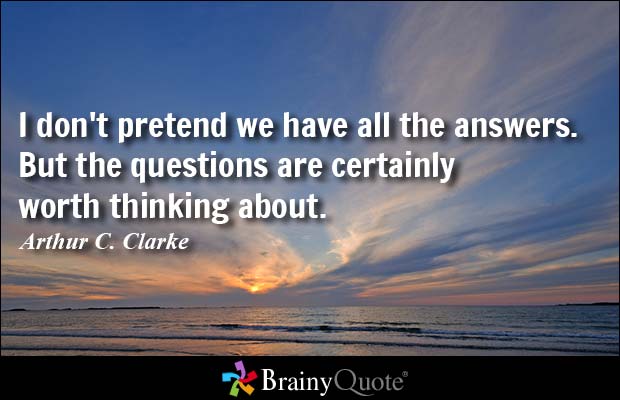 I don't pretend we have all the answers.
But the questions are certainly
worth thinking about.
Arthur C. Clarke
BrainyQuote®